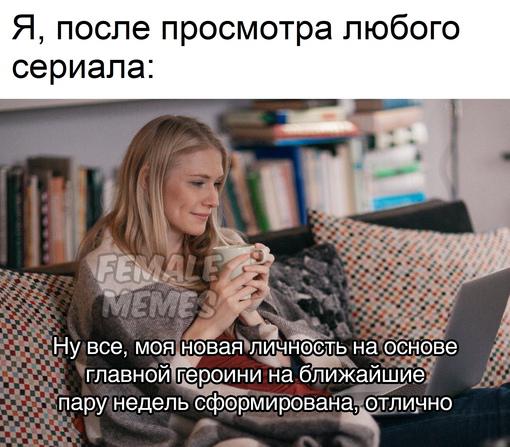 Я, после просмотра любого
сериала:
FEMALE
MEMES
Ну все, моя новая личность на основе
главной героини на ближайшие
пару недель сформирована, отлично